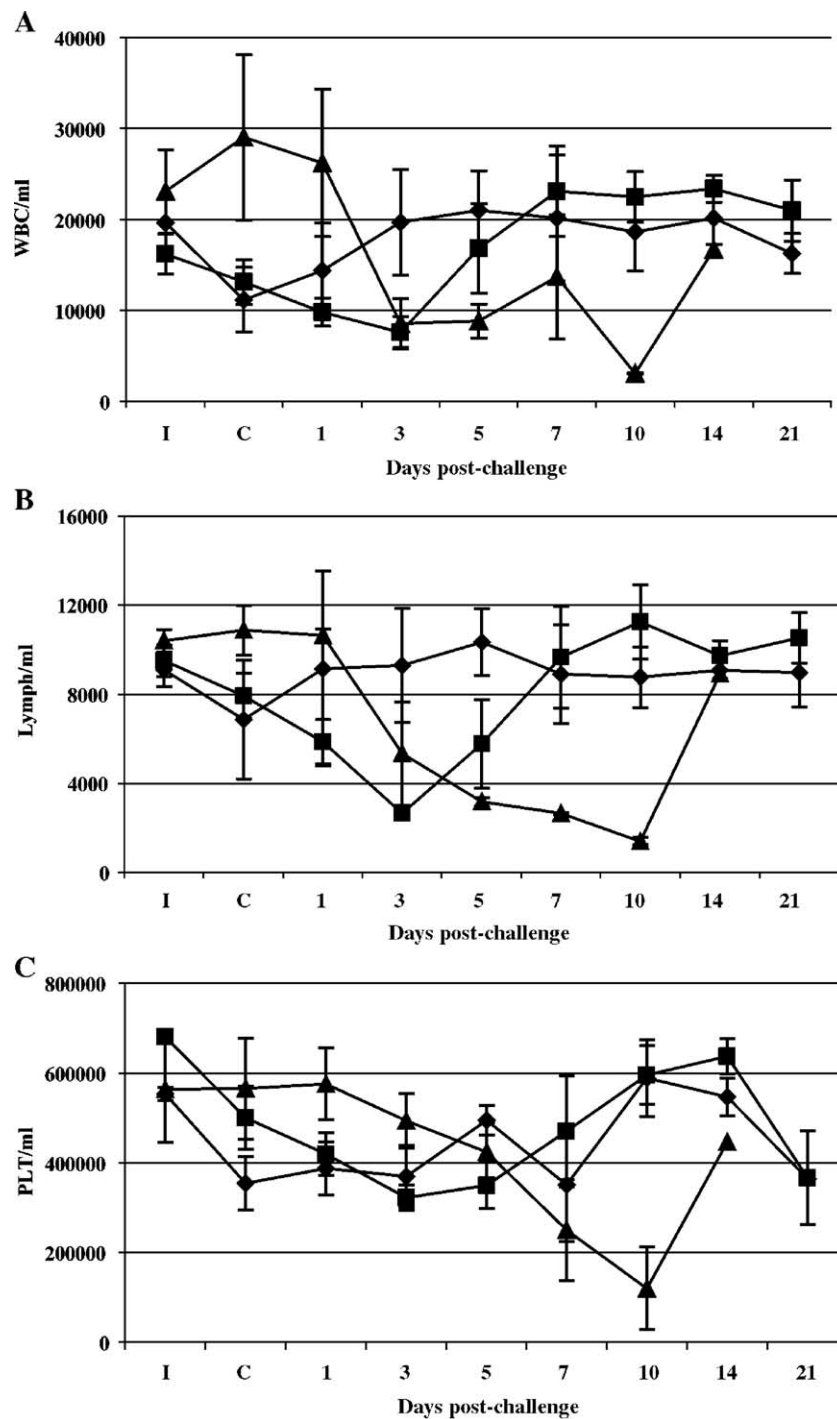 A
40000
30000
20000
10000
0
WBC/ml
I C 1 3 5 7 10 14 21
Days post-challenge
B
16000
12000
8000
4000
0
Lymph/ml
I C 1 3 5 7 10 14 21
Days post-challenge
C
800000
600000
400000
200000
0
PLT/ml
I C 1 3 5 7 10 14 21
Days post-challenge